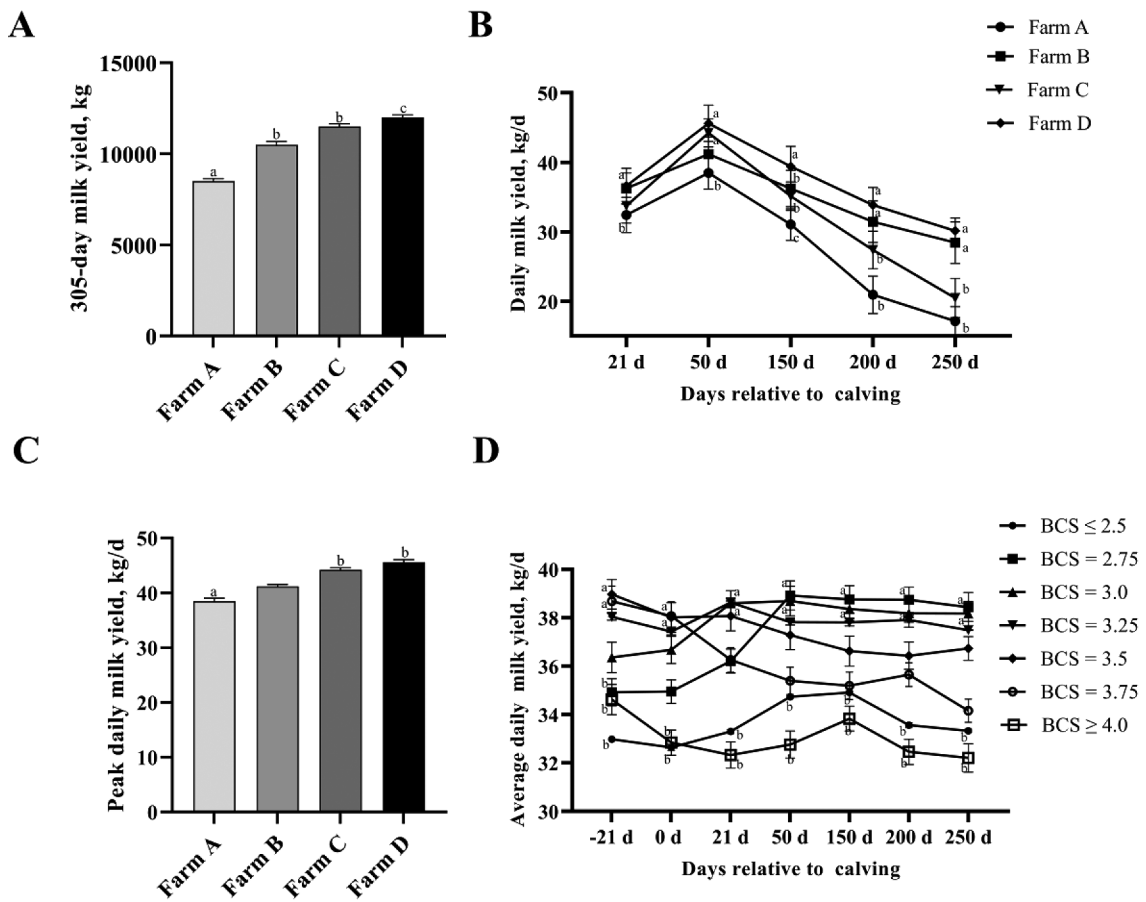 A
305-day milk yield, kg
15000
10000
5000
0
a
b
b
c
Farm A
Farm B
Farm C
Farm D
B
Daily milk yield, kg/d
50
40
30
20
a
b
a
a
b
a
b
b
c
a
a
b
b
a
a
b
b
21 d
50 d
150 d
200 d
250 d
Days relative to calving
Farm A
Farm B
Farm C
Farm D
C
Peak daily milk yield, kg/d
50
40
30
20
10
0
a
b
b
Farm A
Farm B
Farm C
Farm D
D
Average daily milk yield, kg/d
40
38
36
34
32
30
-21 d
0 d
21 d
50 d
150 d
200 d
250 d
Days relative to calving
BCS ≤ 2.5
BCS = 2.75
BCS = 3.0
BCS = 3.25
BCS = 3.5
BCS = 3.75
BCS ≥ 4.0